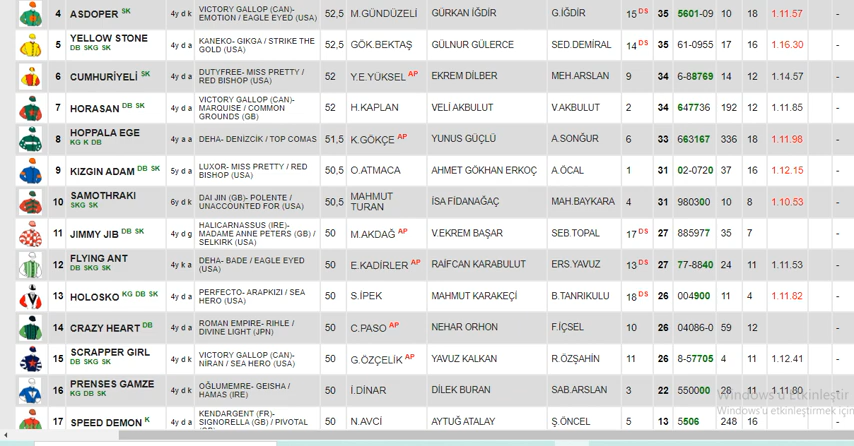 4 ASDOPER SK 4y d k VICTORY GALLOP (CAN)- EMOTION / EAGLE EYED (USA) 52,5 M.GÜNDÜZELİ GÜRKAN İĞDİR G.İĞDİR 15 DS 35 5601-09 10 18 1.11.57 -
5 YELLOW STONE DB SKG SK 4y d a KANEKO- GIKGA / STRIKE THE GOLD (USA) 52,5 GÖK.BEKTAŞ GÜLNUR GÜLERCE SED.DEMİRAL 14 DS 35 61-0955 17 16 1.16.30 -
6 CUMHURİYELİ SK 4y d a DUTYFREE- MISS PRETTY / RED BISHOP (USA) 52 Y.E.YÜKSEL AP EKREM DİLBER MEH.ARSLAN 9 34 6-88769 14 12 1.14.57 -
7 HORASAN DB SK 4y d a VICTORY GALLOP (CAN)- MARQUISE / COMMON GROUNDS (GB) 52 H.KAPLAN VELİ AKBULUT V.AKBULUT 2 34 647736 192 12 1.11.85 -
8 HOPPALA EGE KG K DB 4y a a DEHA- DENİZCİK / TOP COMAS 51,5 K.GÖKÇE AP YUNUS GÜÇLÜ A.SONĞUR 6 33 663167 336 18 1.11.98 -
9 KIZGIN ADAM DB SK 5y d a LUXOR- MISS PRETTY / RED BISHOP (USA) 50,5 O.ATMACA AHMET GÖKHAN ERKOÇ A.ÖCAL 1 31 02-0720 37 16 1.12.15 -
10 SAMOTHRAKI SKG SK 6y d k DAI JIN (GB)- POLENTE / UNACCOUNTED FOR (USA) 50,5 MAHMUT TURAN İSA FİDANAĞAÇ MAH.BAYKARA 4 31 980300 10 8 1.10.53 -
11 JIMMY JIB DB SK 4y d g HALICARNASSUS (IRE)- MADAME ANNE PETERS (GB) / SELKIRK (USA) 50 M.AKDAĞ AP V.EKREM BAŞAR SEB.TOPAL 17 DS 27 885977 35 7 -
12 FLYING ANT DB SKG SK 4y k a DEHA- BADE / EAGLE EYED (USA) 50 E.KADİRLER AP RAİFCAN KARABULUT ERS.YAVUZ 13 DS 27 77-8840 24 11 1.11.53 -
13 HOLOSKO KG DB SK 4y d a PERFECTO- ARAPKIZI / SEA HERO (USA) 50 S.İPEK MAHMUT KARAKEÇİ B.TANRIKULU 18 DS 26 004900 11 4 1.11.82 -
14 CRAZY HEART DB 4y d a ROMAN EMPIRE- RIHLE / DIVINE LIGHT (JPN) 50 C.PASO AP NEHAR ORHON F.İÇSEL 10 26 04086-0 59 12 -
15 SCRAPPER GIRL DB SKG SK 4y d k VICTORY GALLOP (CAN)- NIRAN / SEA HERO (USA) 50 G.ÖZÇELİK AP YAVUZ KALKAN R.ÖZŞAHİN 11 26 8-57705 4 1 1.12.41 -
16 PRENSES GAMZE KG DB SK 4y d k OĞLUMEMRE- GEISHA / HAMAS (IRE) 50 İ.DİNAR DİLEK BURAN SAB.ARSLAN 3 22 550000 28 11 1.11.80 -
Windows'u Etkinleştir
Windows'u etkinleştirmek için
17 SPEED DEMON K 4y d a KENDARGENT (FR)- SIGNORELLA (GB) / PIVOTAL 50 N.AVCİ AYTUĞ ATALAY Ş.ÖNCEL 5 13 5506 248 16 -